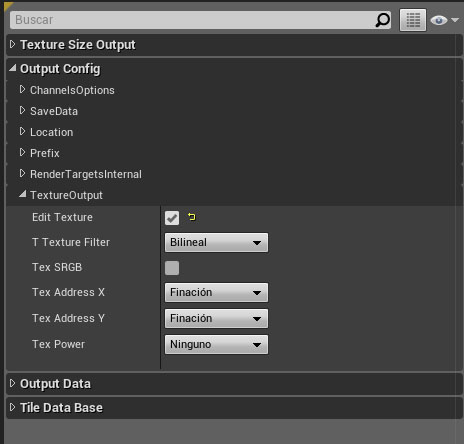 Buscar
Texture Size Output
Output Config
ChannelsOptions
SaveData
Location
Prefix
RenderTargetsInternal
TextureOutput
Edit Texture
T Texture Filter Bilineal
Tex SRGB
Tex Address X Finación
Tex Address Y Finación
Tex Power Ninguno
Output Data
Tile Data Base